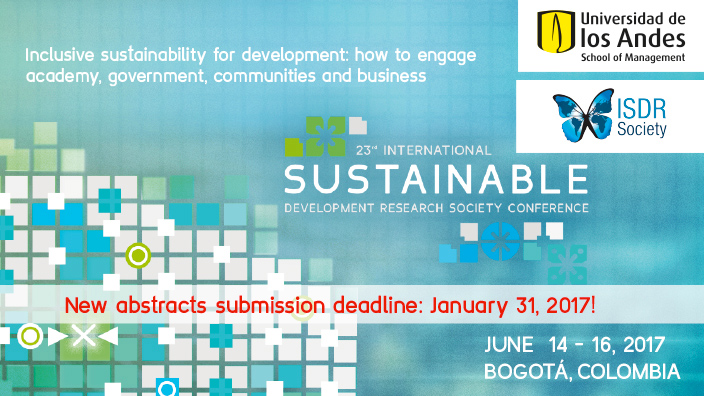 Inclusive sustainability for development: how to engage
academy, government, communities and business
Universidad de
los Andes
School of Management
ISDR
Society
23rd INTERNATIONAL
SUSTAINABLE
DEVELOPMENT RESEARCH SOCIETY CONFERENCE
New abstracts submission deadline: January 31, 2017!
JUNE 14 - 16, 2017
BOGOTÁ, COLOMBIA